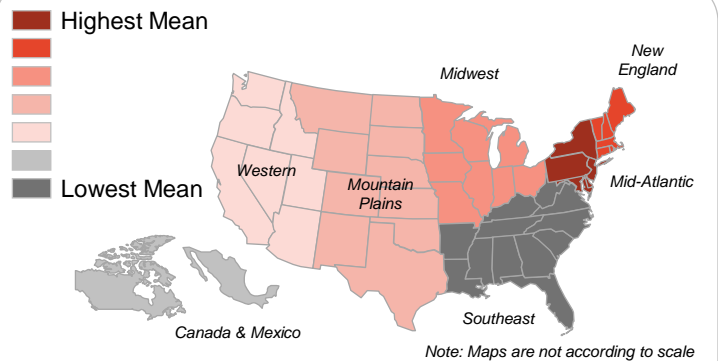 Highest Mean
Lowest Mean
New
England
Midwest
Western
Mountain
Plains
Mid-Atlantic
Southeast
Canada & Mexico
Note: Maps are not according to scale